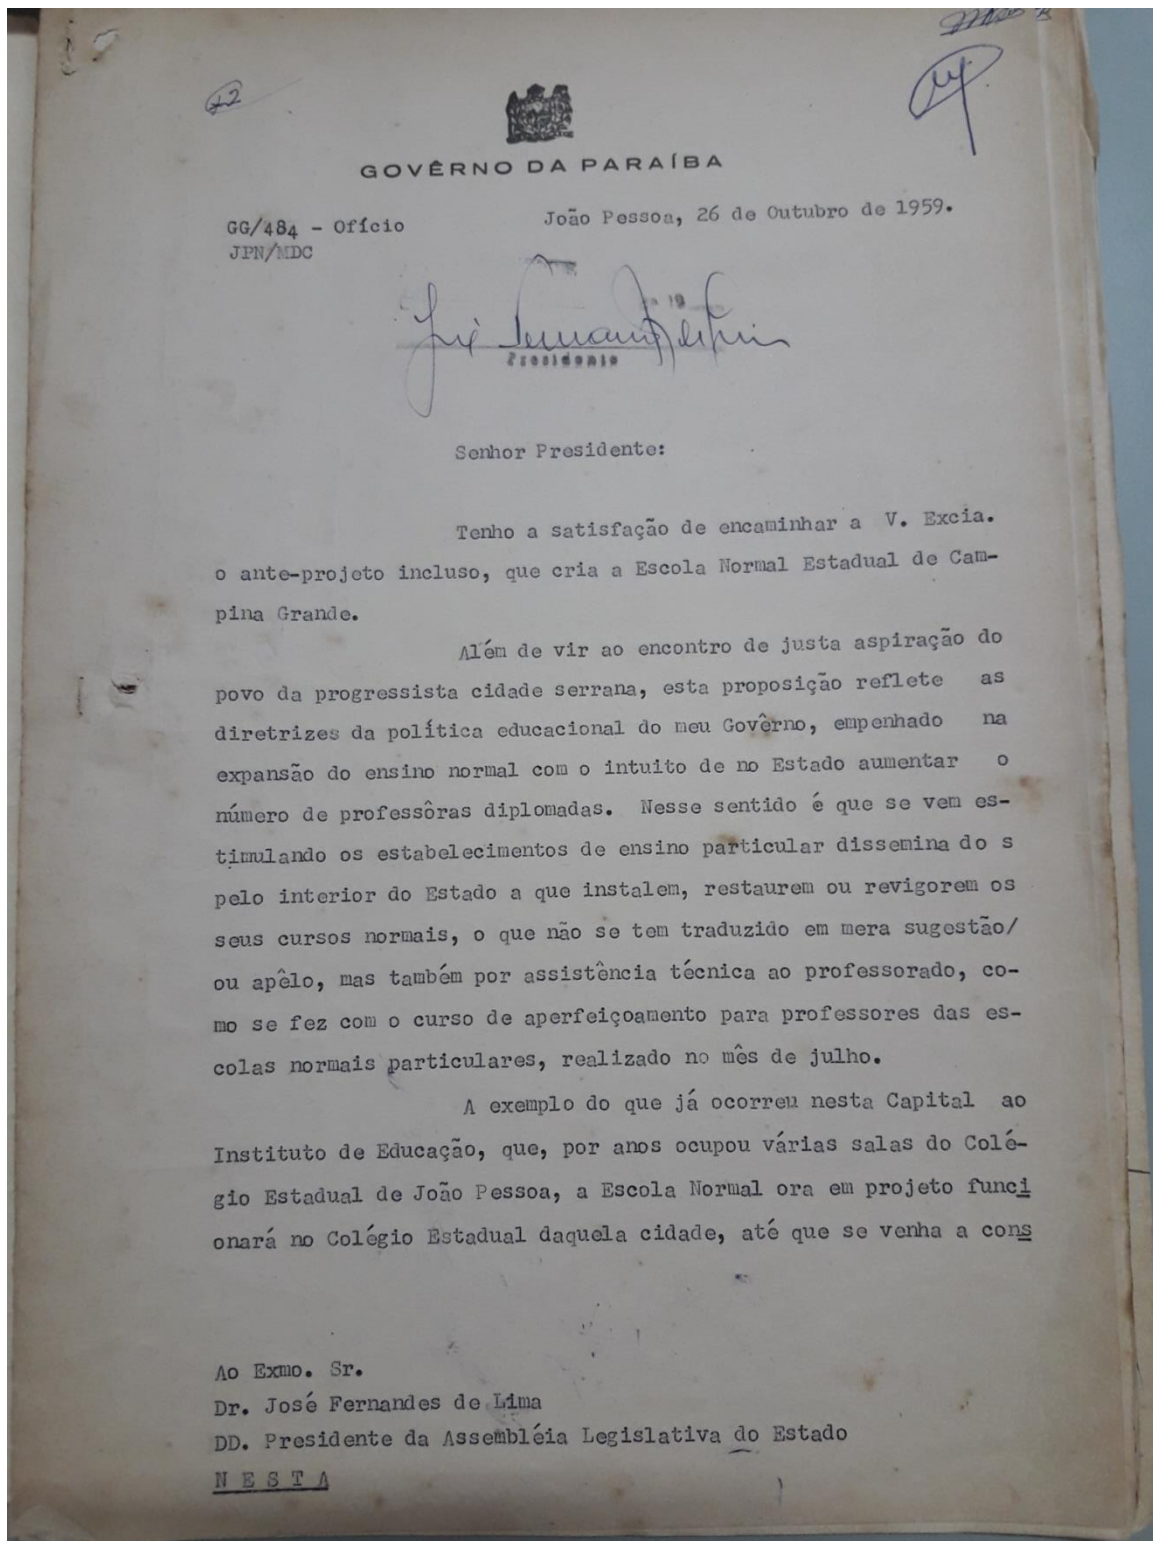 GOVÊRNO DA PARAÍBA
GG/484 - Ofício
João Pessoa, 26 de Outubro de 1959.
JPN/MDC
19
José Fernandes de Lima
Presidente
Senhor Presidente:
Tenho a satisfação de encaminhar a V. Excia.
o ante-projeto incluso, que cria a Escola Normal Estadual de Cam-
pina Grande.
Além de vir ao encontro de justa aspiração do
povo da progressista cidade serrana, esta proposição reflete as
diretrizes da política educacional do meu Govêrno, empenhado na
expansão do ensino normal com o intuito de no Estado aumentar o
número de professôras diplomadas. Nesse sentido é que se vem es-
timulando os estabelecimentos de ensino particular dissemina do s
pelo interior do Estado a que instalem, restaurem ou revigorem os
seus cursos normais, o que não se tem traduzido em mera sugestão/
ou apêlo, mas também por assistência técnica ao professorado, co-
mo se fez com o curso de aperfeiçoamento para professores das es-
colas normais particulares, realizado no mês de julho.
A exemplo do que já ocorreu nesta Capital ao
Instituto de Educação, que, por anos ocupou várias salas do Colé-
gio Estadual de João Pessoa, a Escola Normal ora em projeto funci
onará no Colégio Estadual daquela cidade, até que se venha a cons
Ao Exmo. Sr.
Dr. José Fernandes de Lima
DD. Presidente da Assembléia Legislativa do Estado
N E S T A